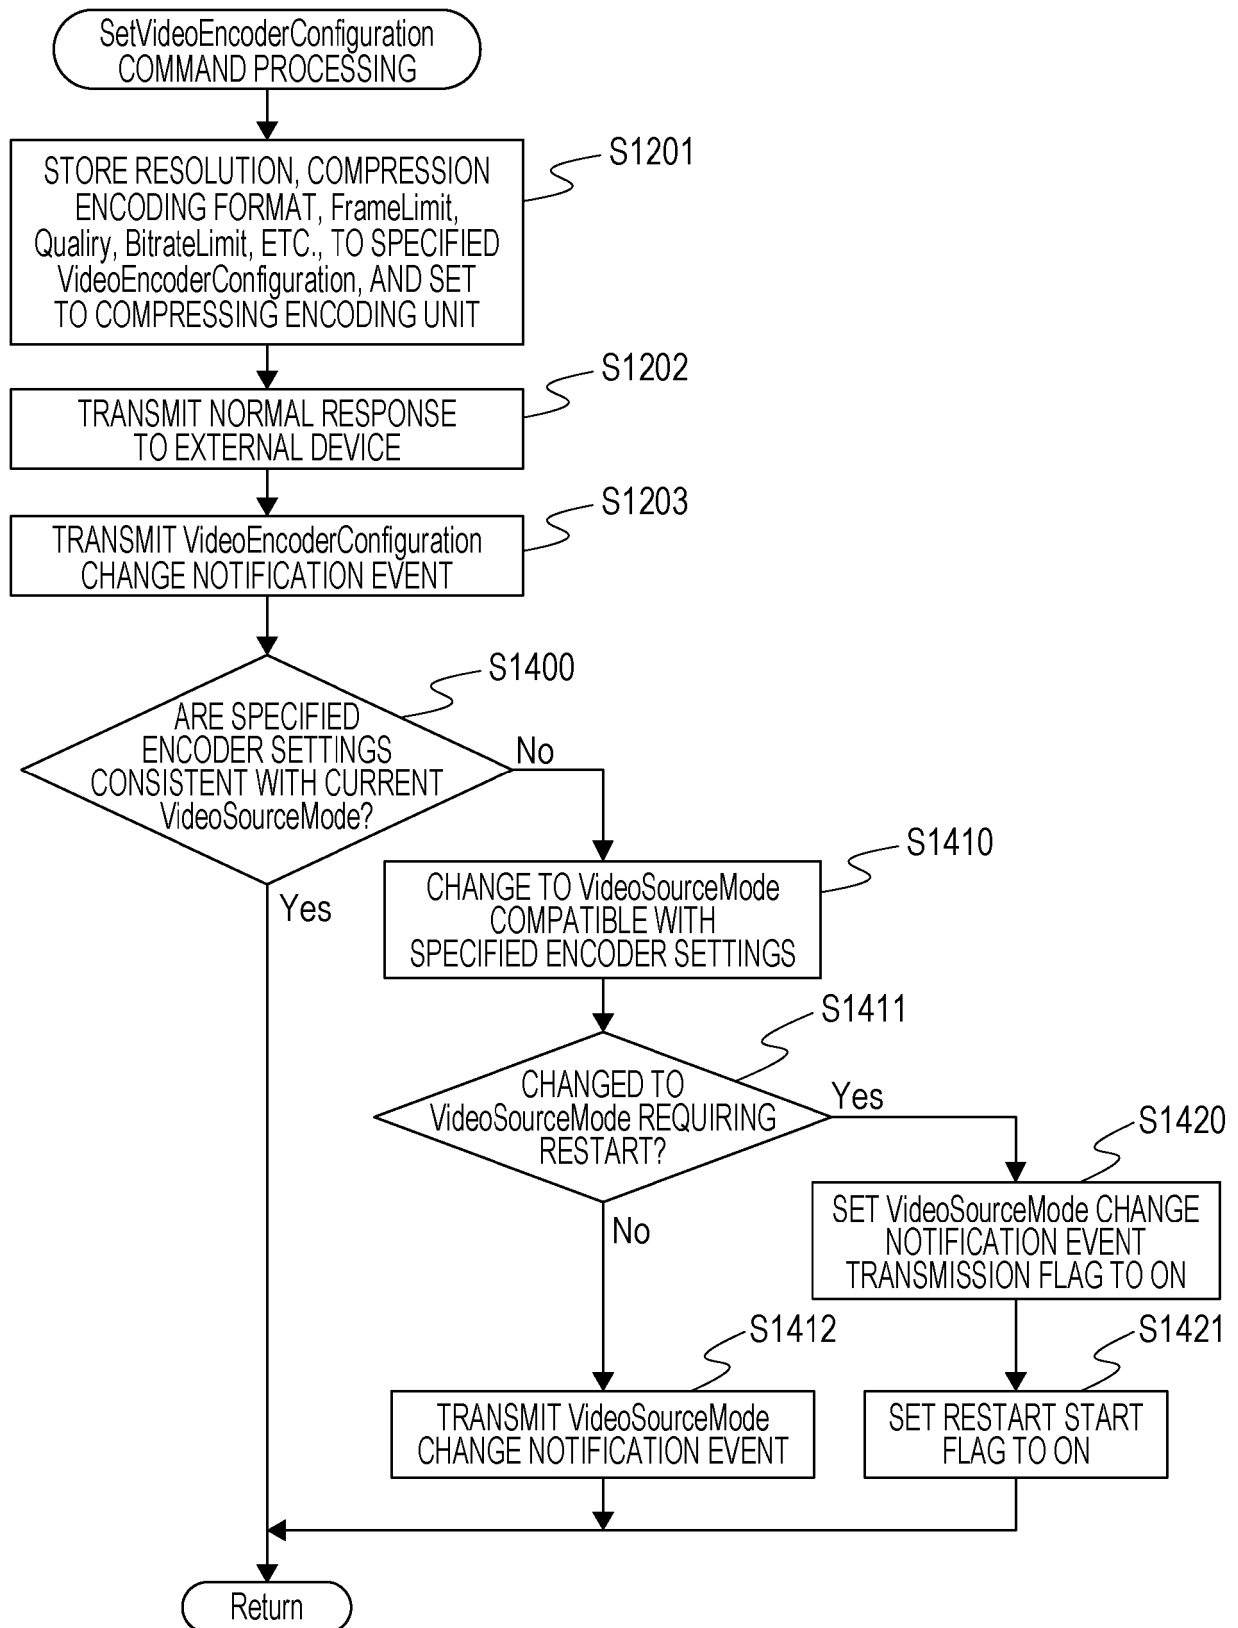 SetVideoEncoderConfiguration
COMMAND PROCESSING
S1201
STORE RESOLUTION, COMPRESSION
ENCODING FORMAT, FrameLimit,
Qualiry, BitrateLimit, ETC., TO SPECIFIED
VideoEncoderConfiguration, AND SET
TO COMPRESSING ENCODING UNIT
S1202
TRANSMIT NORMAL RESPONSE
TO EXTERNAL DEVICE
S1203
TRANSMIT VideoEncoderConfiguration
CHANGE NOTIFICATION EVENT
S1400
ARE SPECIFIED
ENCODER SETTINGS
CONSISTENT WITH CURRENT
VideoSourceMode?
No
Yes
S1410
CHANGE TO VideoSourceMode
COMPATIBLE WITH
SPECIFIED ENCODER SETTINGS
S1411
CHANGED TO
VideoSourceMode REQUIRING
RESTART?
Yes
No
S1420
SET VideoSourceMode CHANGE
NOTIFICATION EVENT
TRANSMISSION FLAG TO ON
S1412
TRANSMIT VideoSourceMode
CHANGE NOTIFICATION EVENT
S1421
SET RESTART START
FLAG TO ON
Return